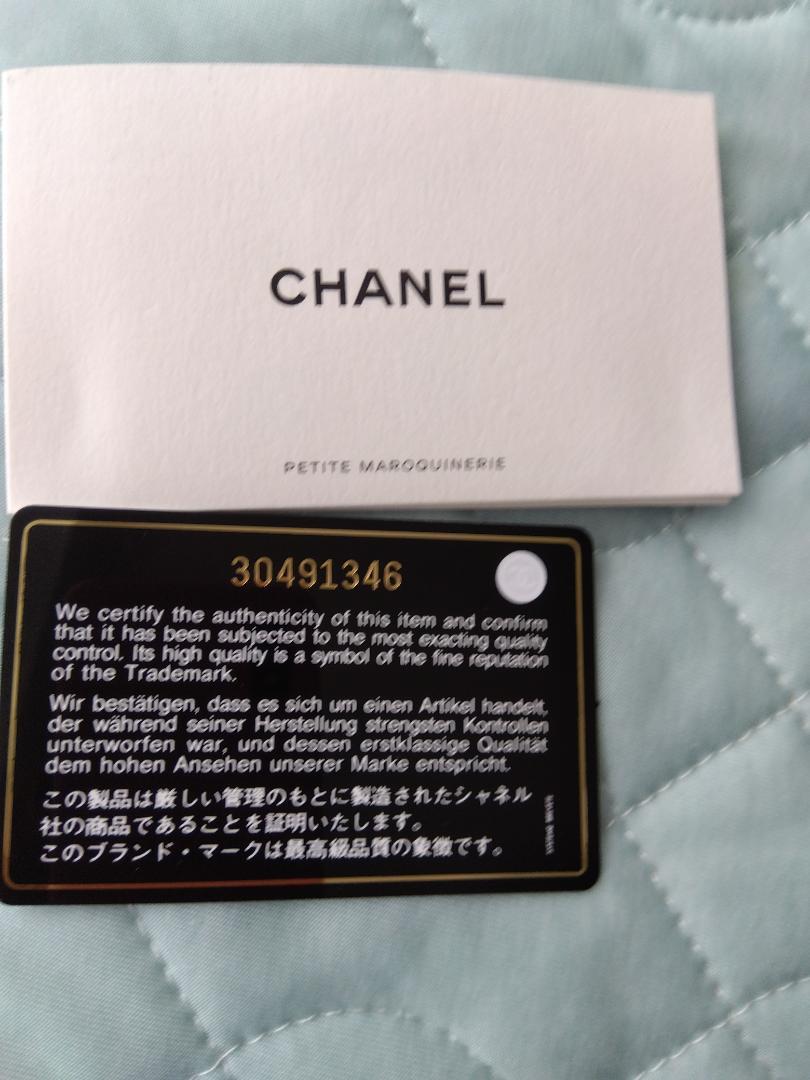 CHANEL
PETITE MAROQUINERIE
30491346
We certify the authenticity of this item and confirm
that it has been subjected to the most exacting quality
control. Its high quality is a symbol of the fine reputation
of the Trademark.
Wir bestätigen, dass es sich um einen Artikel handelt,
der während seiner Herstellung strengsten Kontrollen
unterworfen war, und dessen erstklassige Qualität
dem hohen Ansehen unserer Marke entspricht.
この製品は厳しい管理のもとに製造されたシャネル
社の商品であることを証明いたします。
このブランド・マークは最高級品質の象徴です。